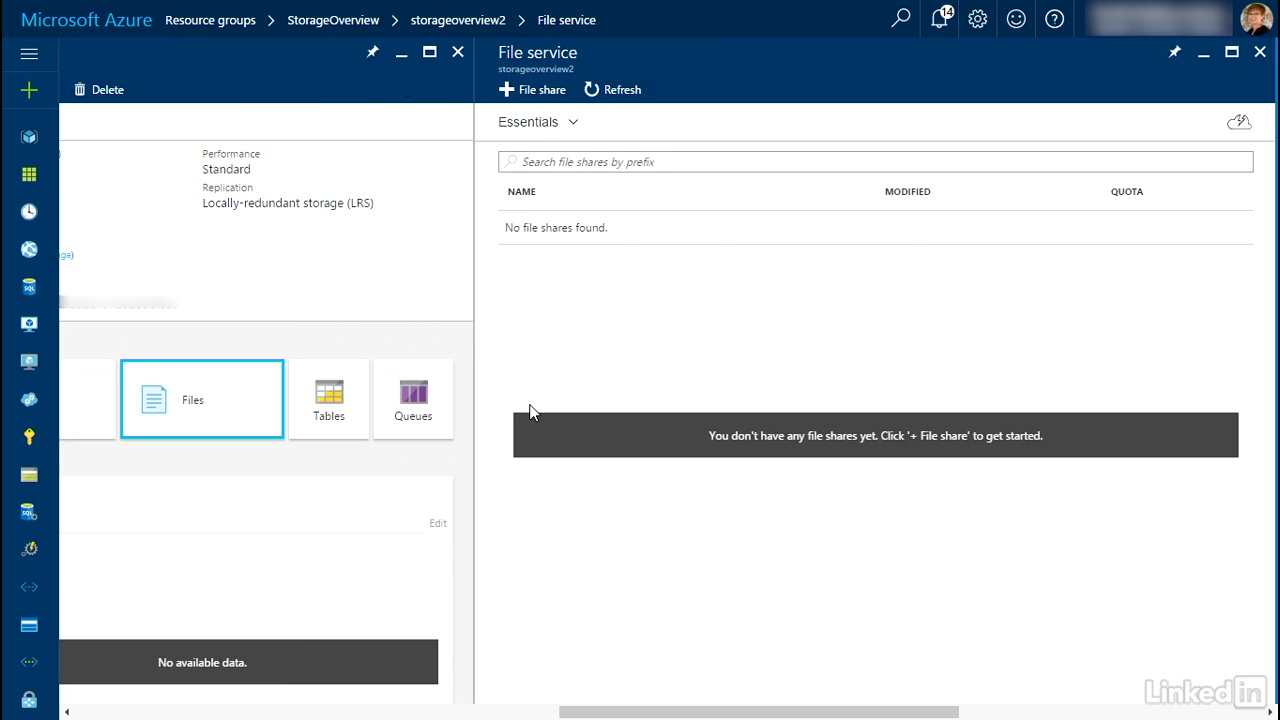 Microsoft Azure Resource groups > StorageOverview > storageoverview2 > File service
14
Delete
Performance
Standard
Replication
Locally-redundant storage (LRS)
ge)
Files
Tables
Queues
Edit
No available data.
File service
storageoverview2
+ File share
Refresh
Essentials
Search file shares by prefix
NAME MODIFIED QUOTA
No file shares found.
You don't have any file shares yet. Click '+ File share' to get started.
SQL
SQL
Linked in